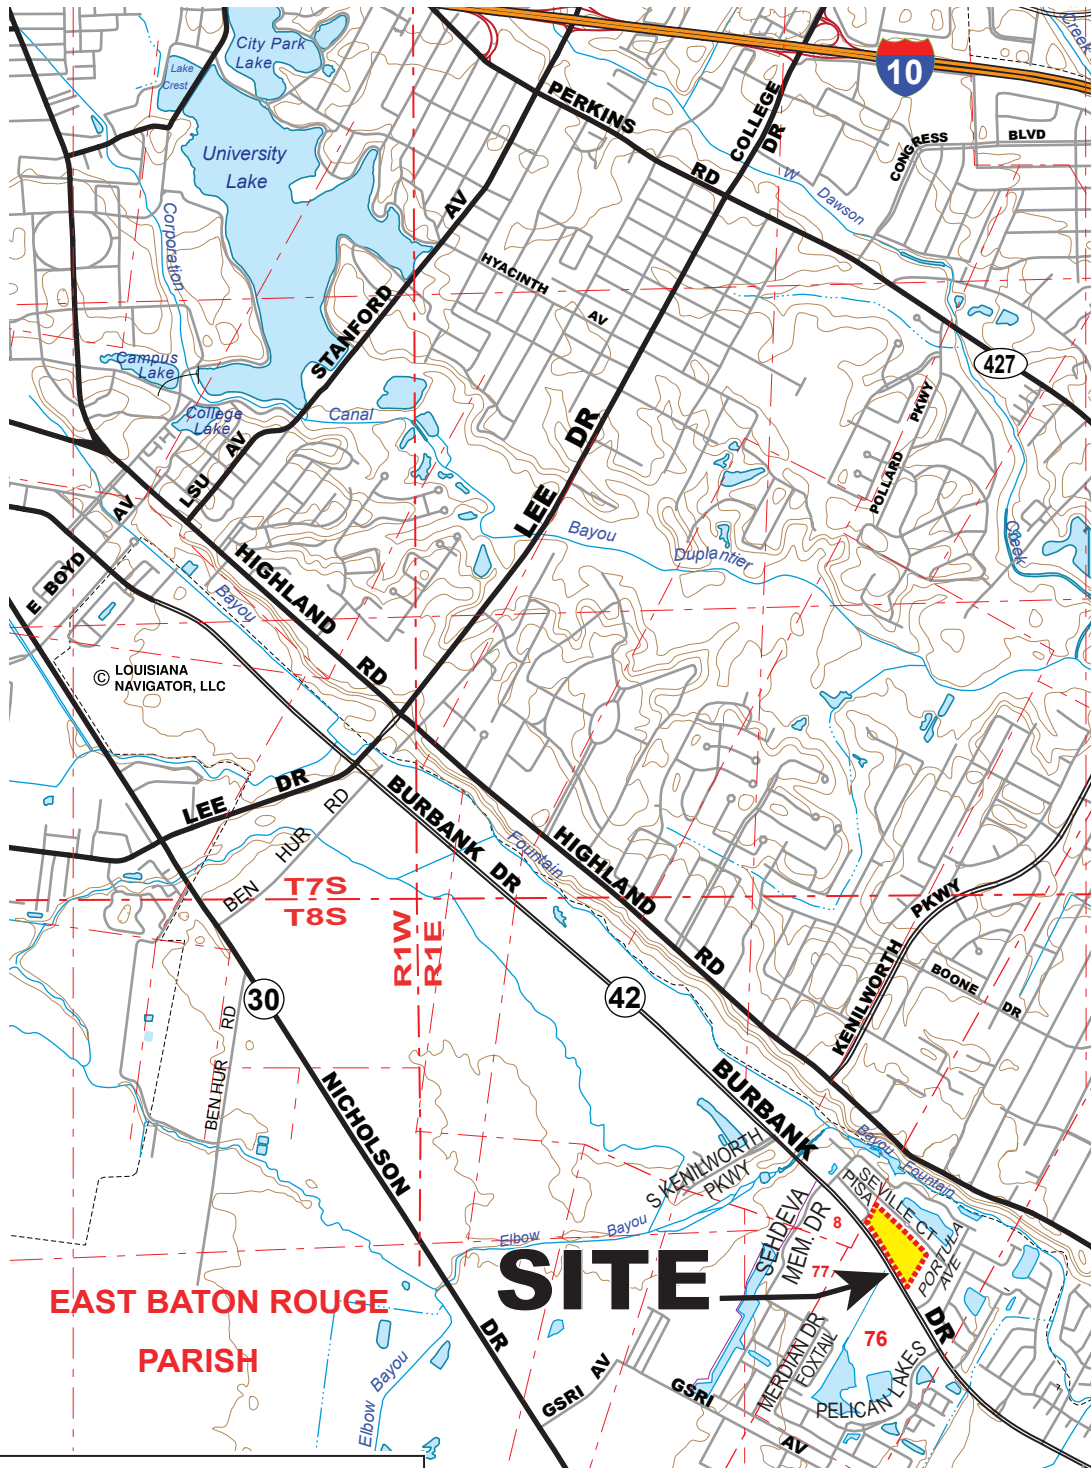 City Park
Lake
Lake
Crest
University
Lake
Corporation
Campus
Lake
College
Lake
Canal
Creek
10
PERKINS
RD
COLLEGE
DR
CONGRESS
BLVD
W
Dawson
STANFORD
AV
HYACINTH
AV
427
LSU
AV
E BOYD
AV
LEE
DR
POLLARD
PKWY
Bayou
Duplantier
Creek
HIGHLAND
RD
Bayou
© LOUISIANA
NAVIGATOR, LLC
LEE
DR
BEN
HUR
RD
BURBANK
DR
Fountain
HIGHLAND
RD
T7S
T8S
R1W
R1E
30
42
KENILWORTH
PKWY
BOONE
DR
BEN HUR
RD
NICHOLSON
DR
BURBANK
DR
S KENILWORTH
PKWY
Bayou
Fountain
SEVILLE CT
PISA
PORTULA
AVE
SEHDEVA
MEM. DR
8
77
76
Elbow
Bayou
SITE
EAST BATON ROUGE
PARISH
Elbow Bayou
GSRI AV
GSRI
AV
MERDIAN DR
FOXTAIL
PELICAN LAKES